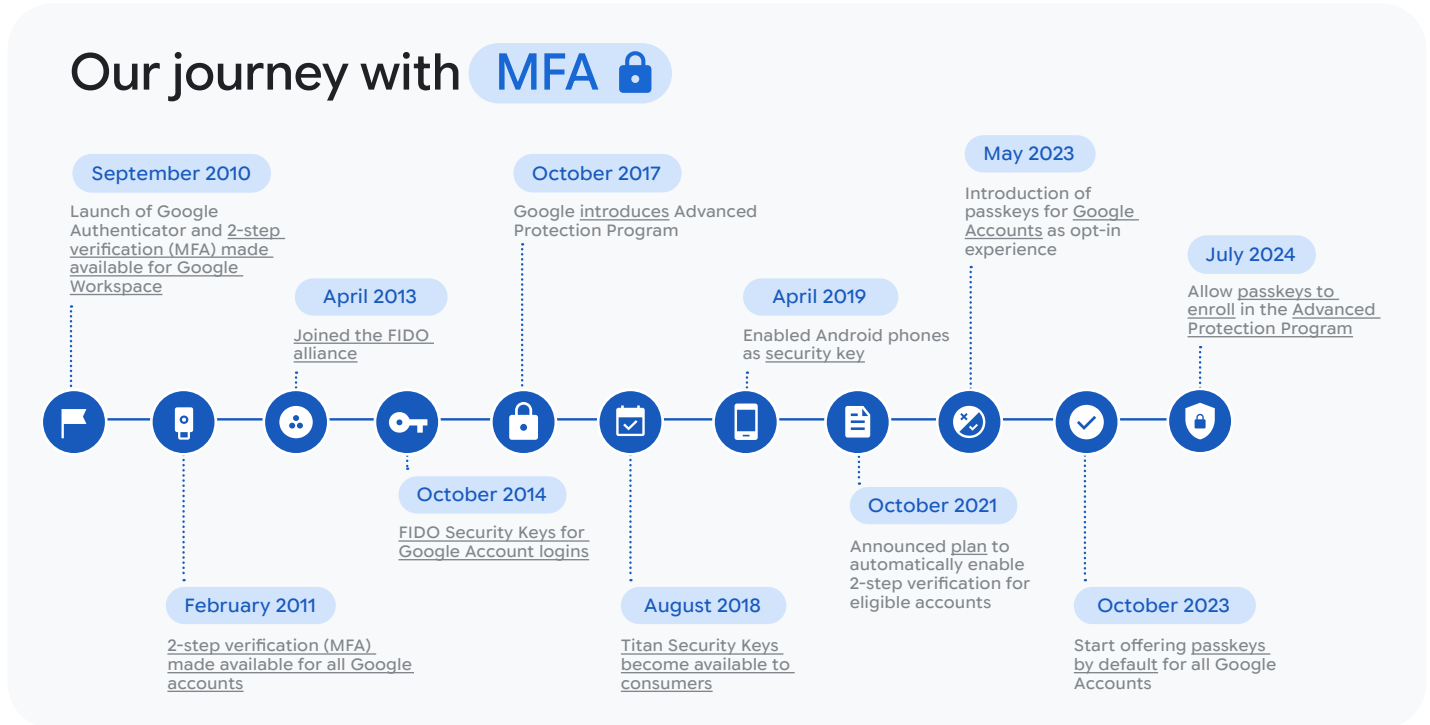 Our journey with MFA
September 2010
Launch of Google
Authenticator and 2-step
verification (MFA) made
available for Google
Workspace
February 2011
2-step verification (MFA)
made available for all Google
accounts
April 2013
Joined the FIDO
alliance
October 2014
FIDO Security Keys for
Google Account logins
October 2017
Google introduces Advanced
Protection Program
August 2018
Titan Security Keys
become available to
consumers
April 2019
Enabled Android phones
as security key
October 2021
Announced plan to
automatically enable
2-step verification for
eligible accounts
May 2023
Introduction of
passkeys for Google
Accounts as opt-in
experience
October 2023
Start offering passkeys
by default for all Google
Accounts
July 2024
Allow passkeys to
enroll in the Advanced
Protection Program